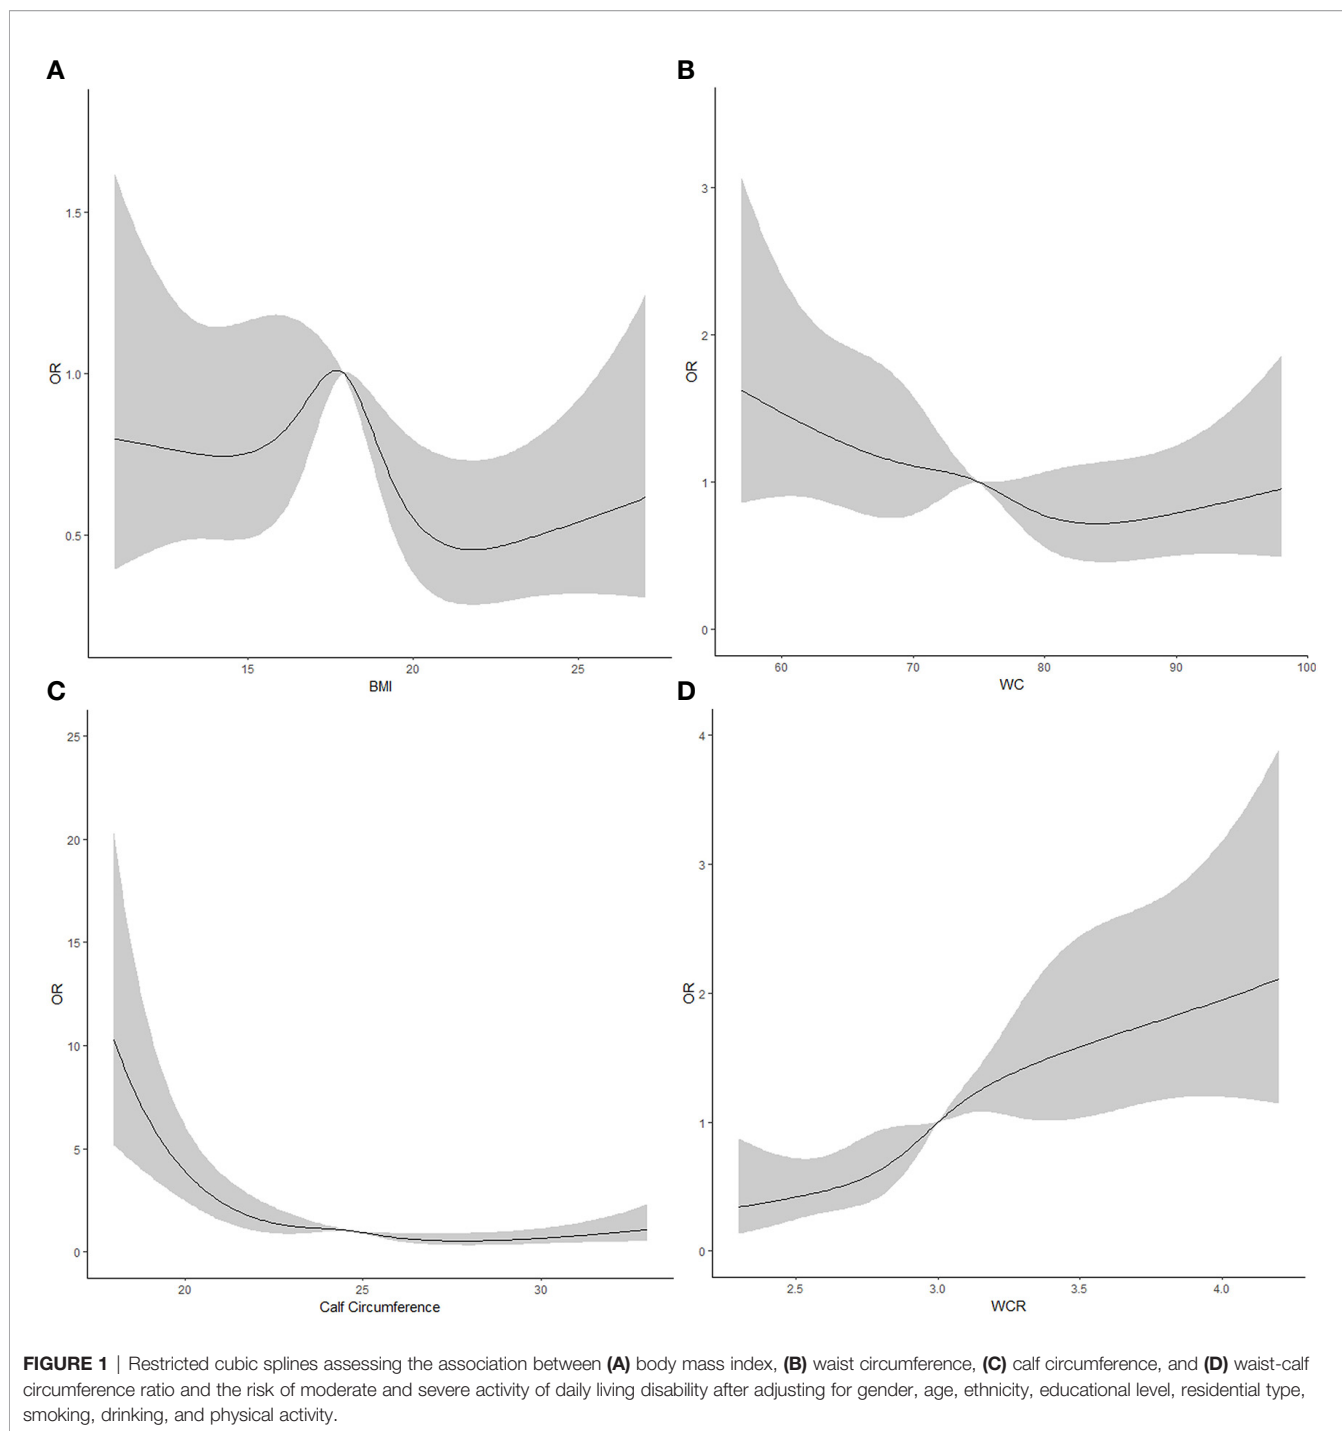 A
1.5
1.0
0.5
OR
15
20
25
BMI
B
3
2
1
0
OR
60
70
80
90
100
WC
C
25
20
15
10
5
0
OR
20
25
30
Calf Circumference
D
4
3
2
1
0
OR
2.5
3.0
3.5
4.0
WCR
FIGURE 1 | Restricted cubic splines assessing the association between (A) body mass index, (B) waist circumference, (C) calf circumference, and (D) waist-calf
circumference ratio and the risk of moderate and severe activity of daily living disability after adjusting for gender, age, ethnicity, educational level, residential type,
smoking, drinking, and physical activity.